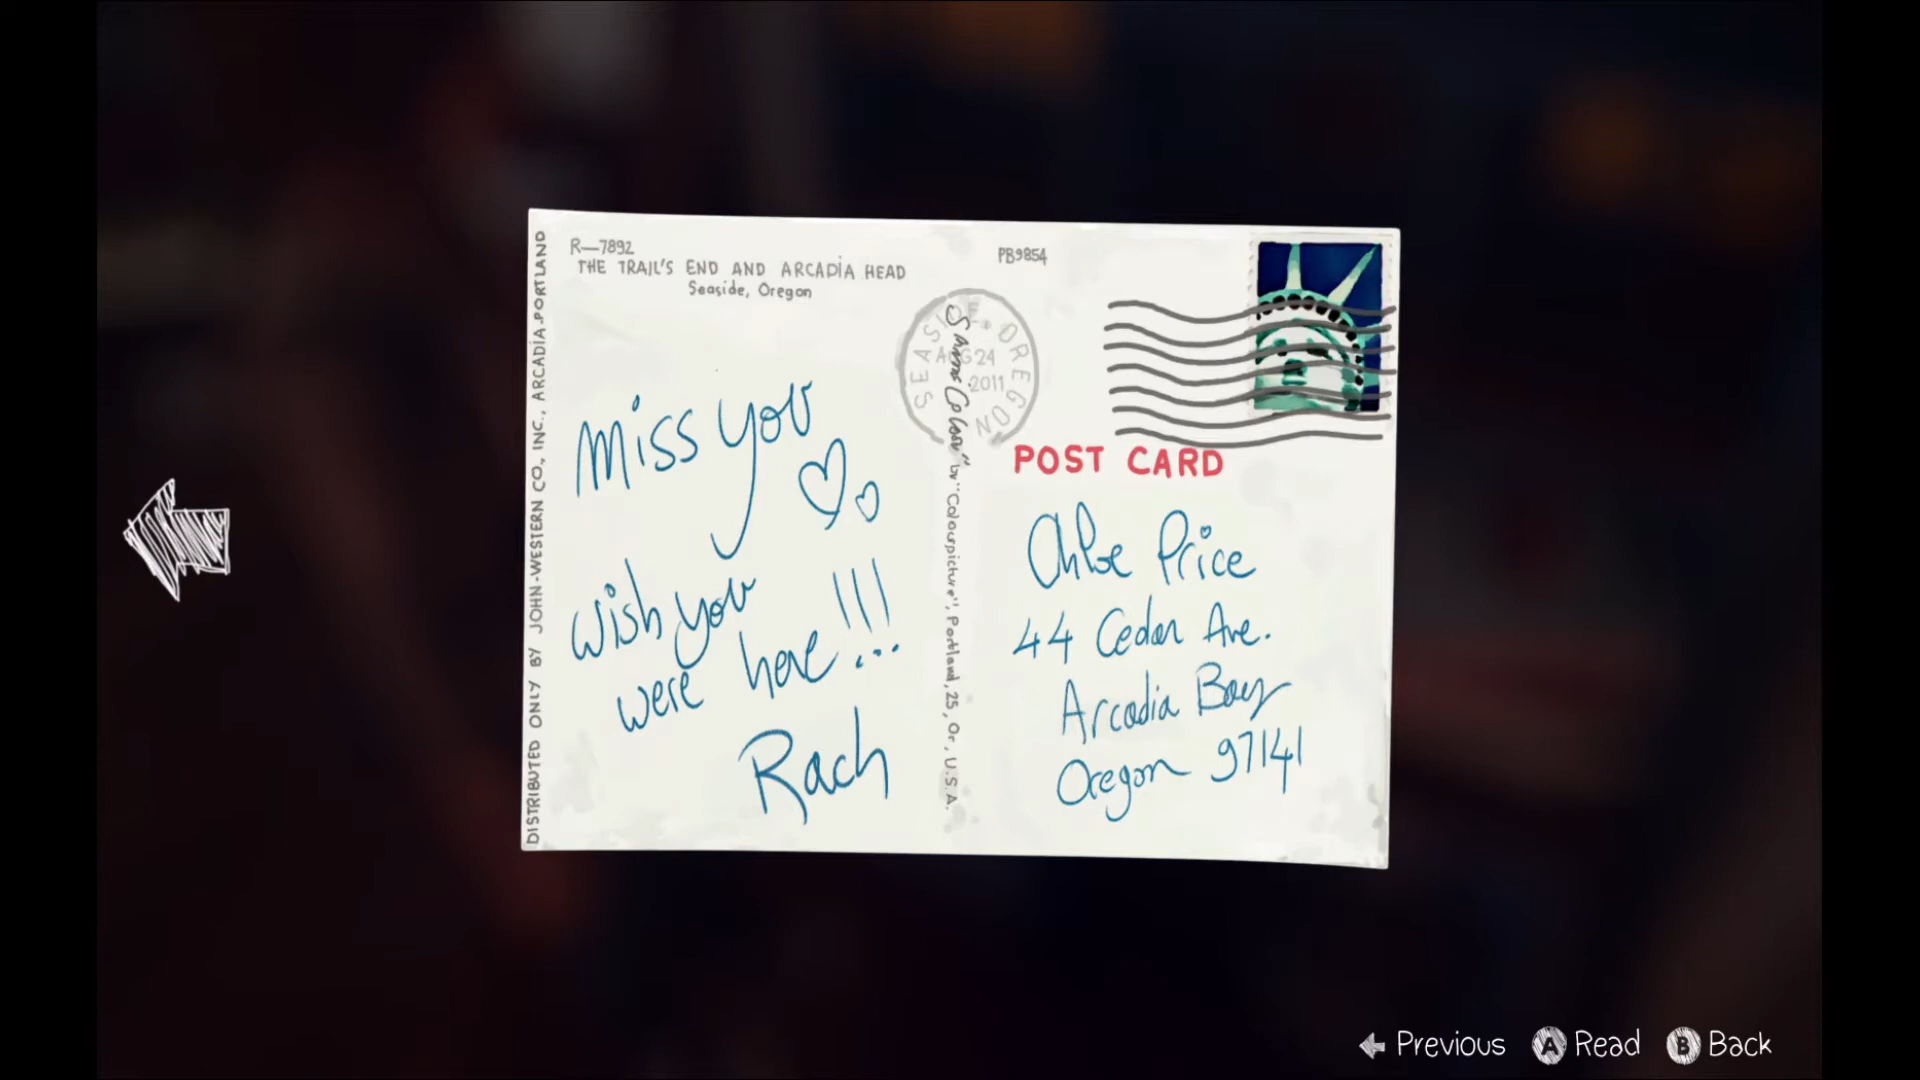 R—7892
THE TRAIL'S END AND ARCADIA HEAD
Seaside, Oregon
PB9854
DISTRIBUTED ONLY BY JOHN-WESTERN CO., INC., ARCADIA.PORTLAND
SEASIDE. OREGON
AUG 24
2011
by "Colourpicture", Portland, 25, Or, U.S.A.
POST CARD
Miss you
wish you
were here!!!
Rach
Chloe Price
44 Cedar Ave.
Arcadia Bay
Oregon 97141
Previous
A Read
B Back